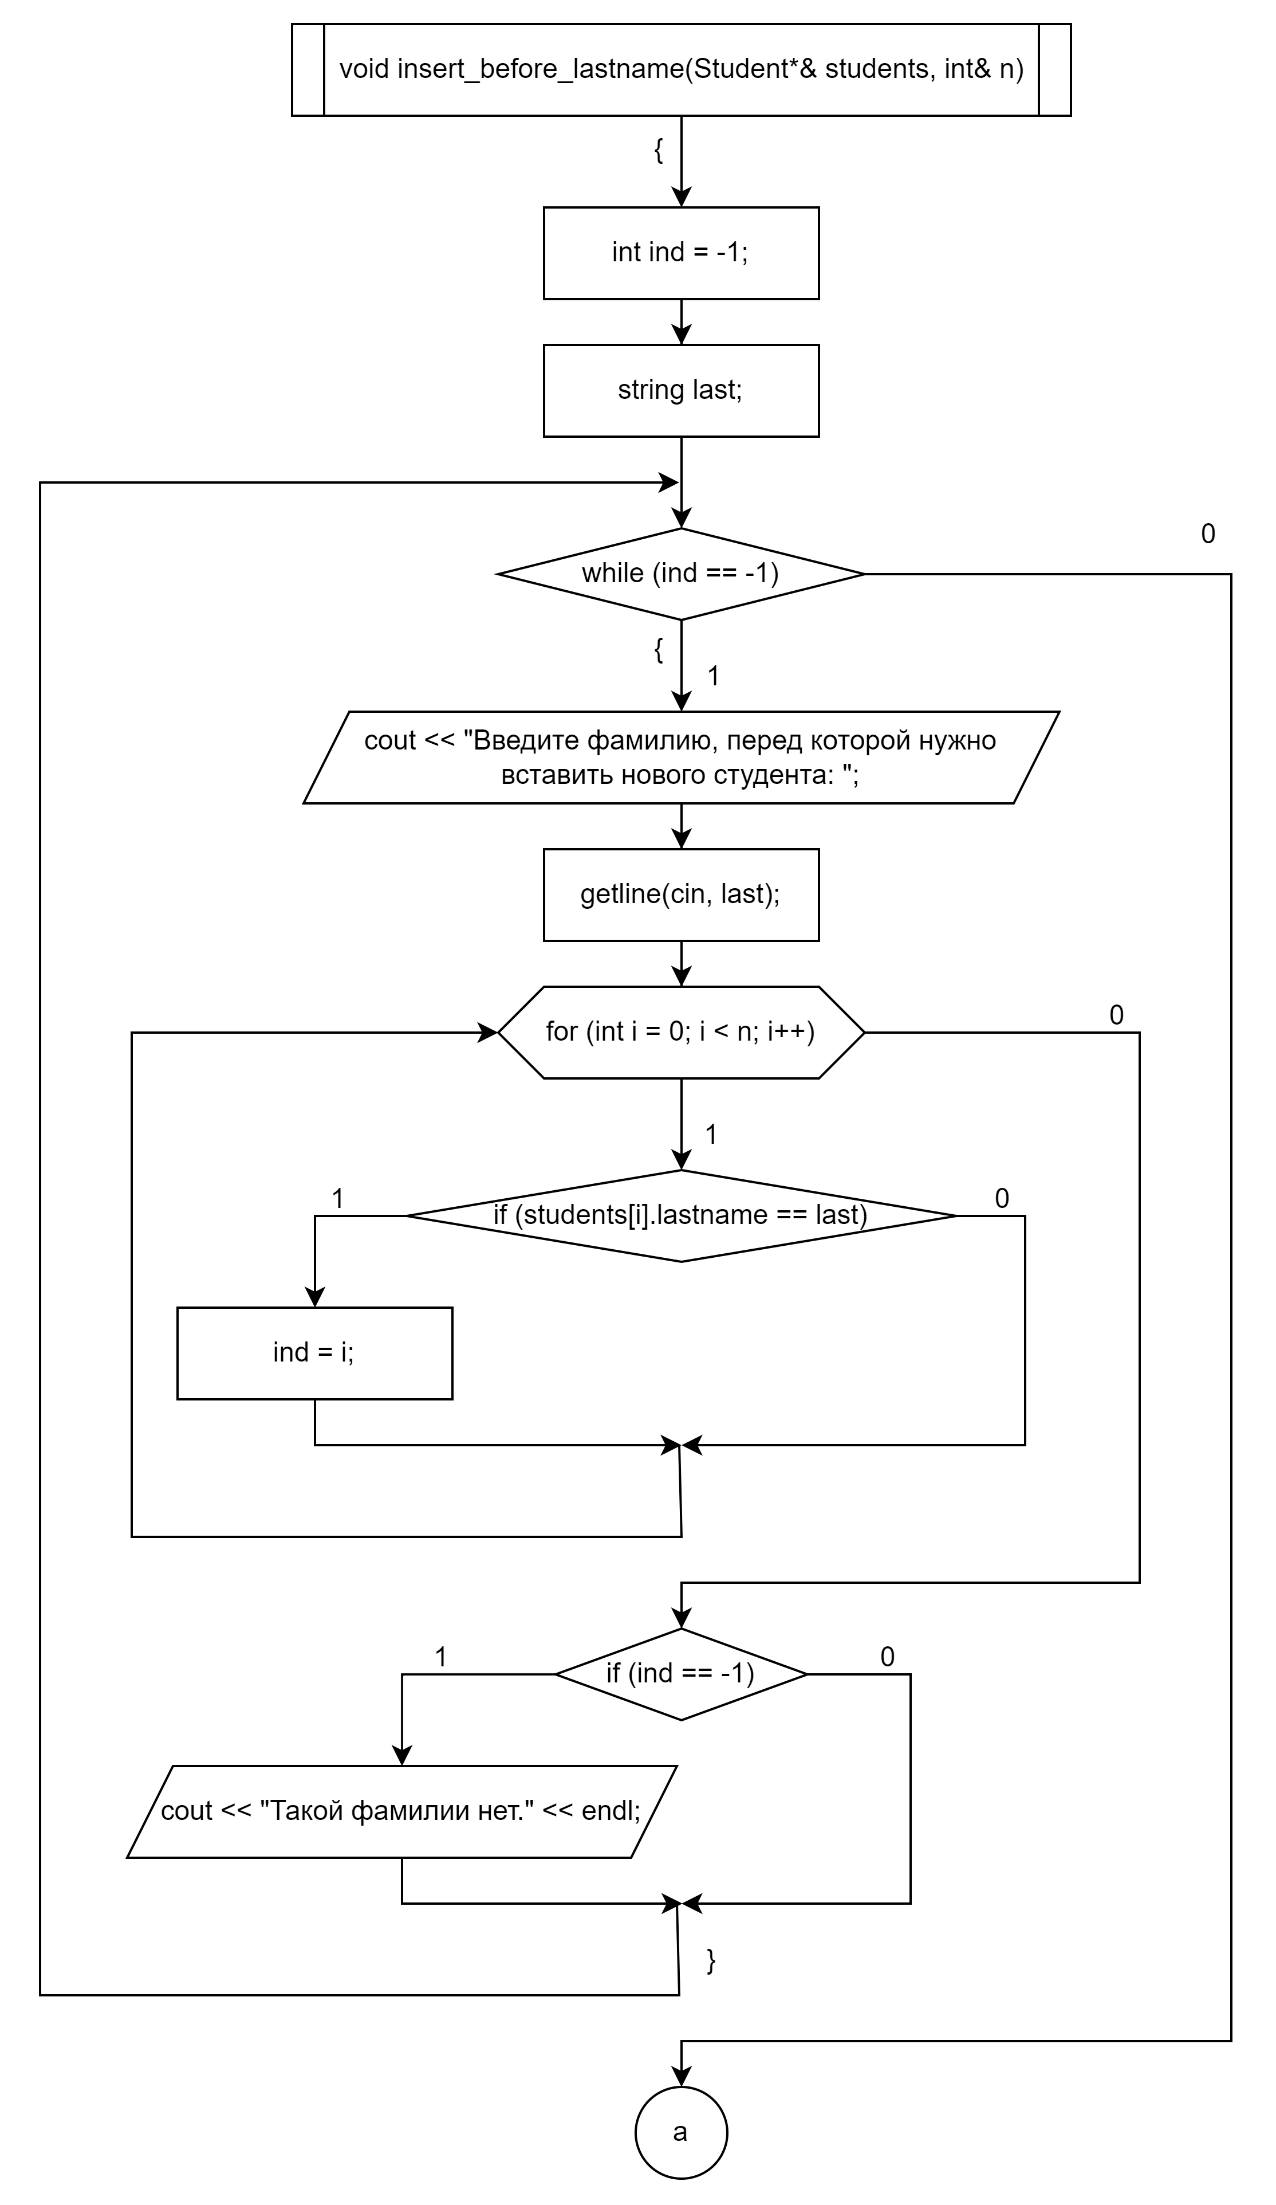 void insert_before_lastname(Student*& students, int& n)
{
int ind = -1;
string last;
0
while (ind == -1)
{
1
cout << "Введите фамилию, перед которой нужно
вставить нового студента: ";
getline(cin, last);
0
for (int i = 0; i < n; i++)
1
1
0
if (students[i].lastname == last)
ind = i;
1
0
if (ind == -1)
cout << "Такой фамилии нет." << endl;
}
a